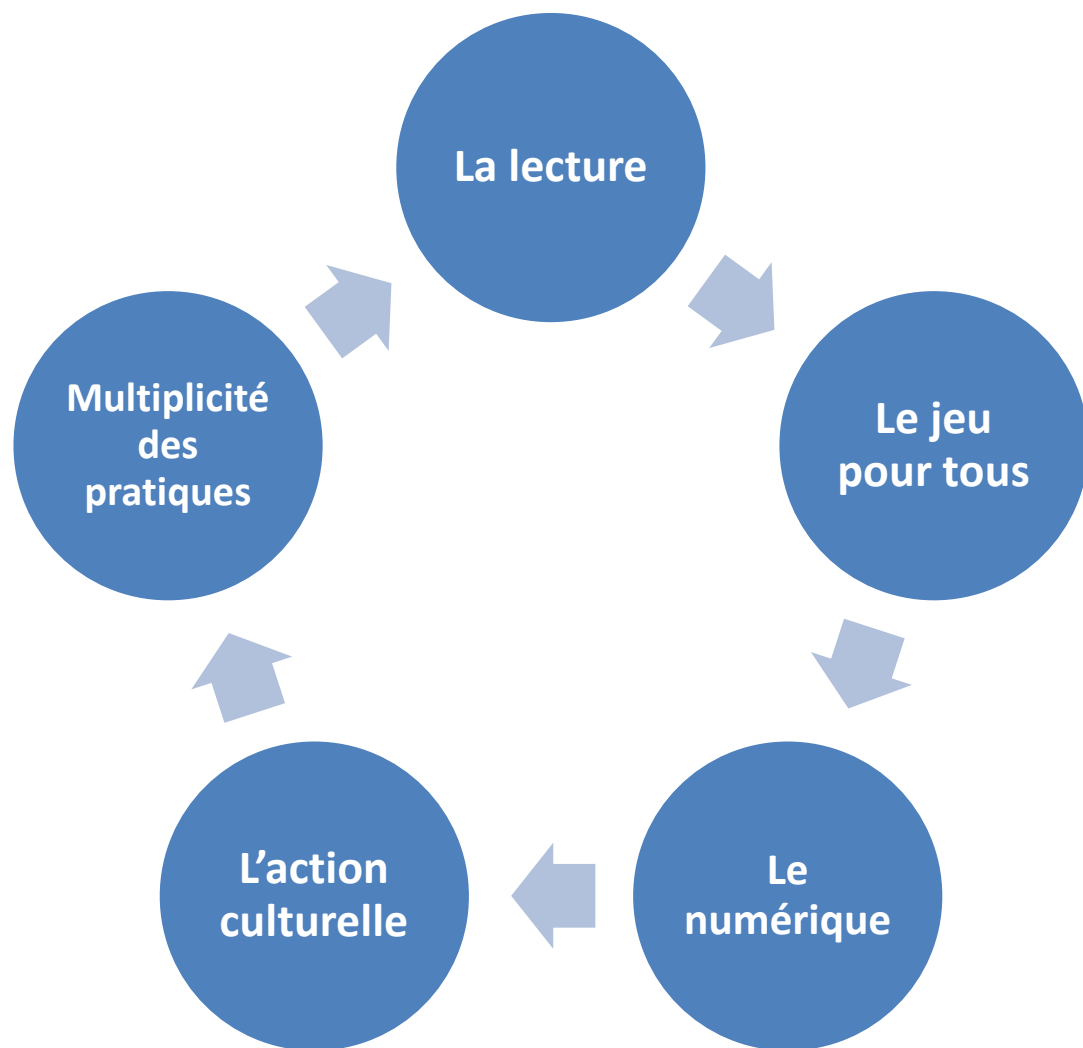 La lecture
Le jeu
pour tous
Le
numérique
L’action
culturelle
Multiplicité
des
pratiques